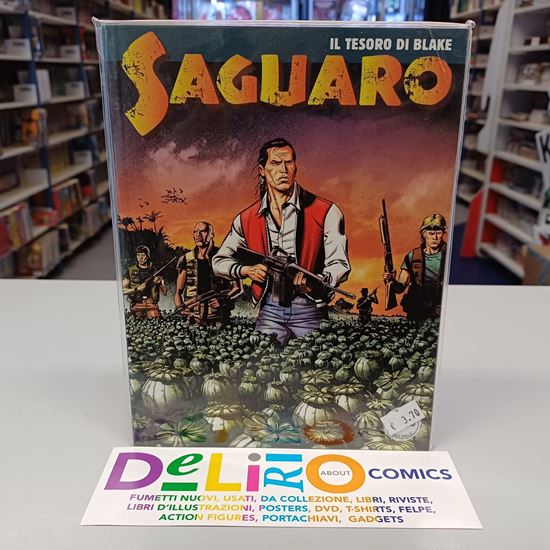 IL TESORO DI BLAKE
SAGUARO
€ 3.70
DELIRIO ABOUT COMICS
FUMETTI NUOVI, USATI, DA COLLEZIONE, LIBRI, RIVISTE,
LIBRI D'ILLUSTRAZIONI, POSTERS, DVD, T-SHIRTS, FELPE,
ACTION FIGURES, PORTACHIAVI, GADGETS